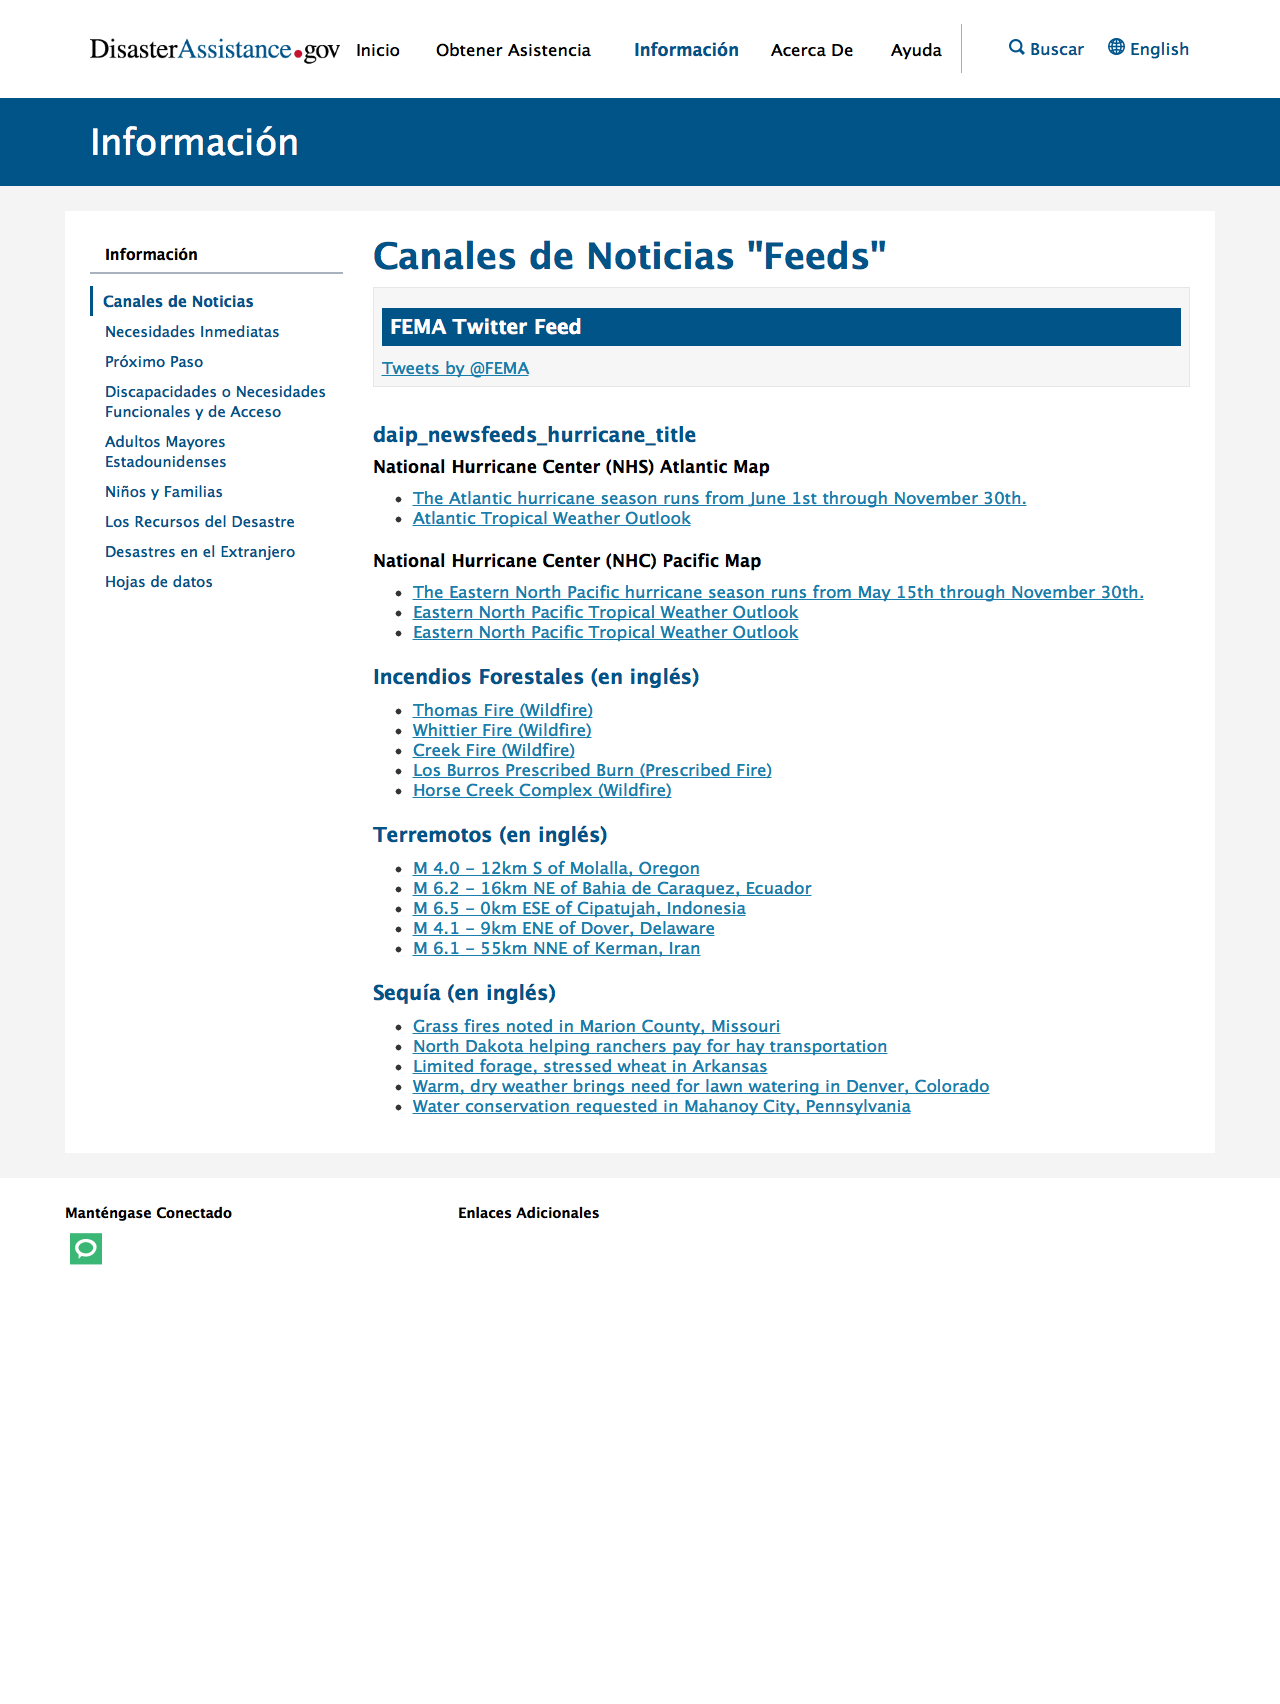 DisasterAssistance.gov Inicio Obtener Asistencia Información Acerca De Ayuda Buscar English
Información
Información
Canales de Noticias
Necesidades Inmediatas
Próximo Paso
Discapacidades o Necesidades
Funcionales y de Acceso
Adultos Mayores
Estadounidenses
Niños y Familias
Los Recursos del Desastre
Desastres en el Extranjero
Hojas de datos
Canales de Noticias "Feeds"
FEMA Twitter Feed
Tweets by @FEMA
daip_newsfeeds_hurricane_title
National Hurricane Center (NHS) Atlantic Map
The Atlantic hurricane season runs from June 1st through November 30th.
Atlantic Tropical Weather Outlook
National Hurricane Center (NHC) Pacific Map
The Eastern North Pacific hurricane season runs from May 15th through November 30th.
Eastern North Pacific Tropical Weather Outlook
Eastern North Pacific Tropical Weather Outlook
Incendios Forestales (en inglés)
Thomas Fire (Wildfire)
Whittier Fire (Wildfire)
Creek Fire (Wildfire)
Los Burros Prescribed Burn (Prescribed Fire)
Horse Creek Complex (Wildfire)
Terremotos (en inglés)
M 4.0 - 12km S of Molalla, Oregon
M 6.2 - 16km NE of Bahia de Caraquez, Ecuador
M 6.5 - 0km ESE of Cipatujah, Indonesia
M 4.1 - 9km ENE of Dover, Delaware
M 6.1 - 55km NNE of Kerman, Iran
Sequía (en inglés)
Grass fires noted in Marion County, Missouri
North Dakota helping ranchers pay for hay transportation
Limited forage, stressed wheat in Arkansas
Warm, dry weather brings need for lawn watering in Denver, Colorado
Water conservation requested in Mahanoy City, Pennsylvania
Manténgase Conectado
Enlaces Adicionales